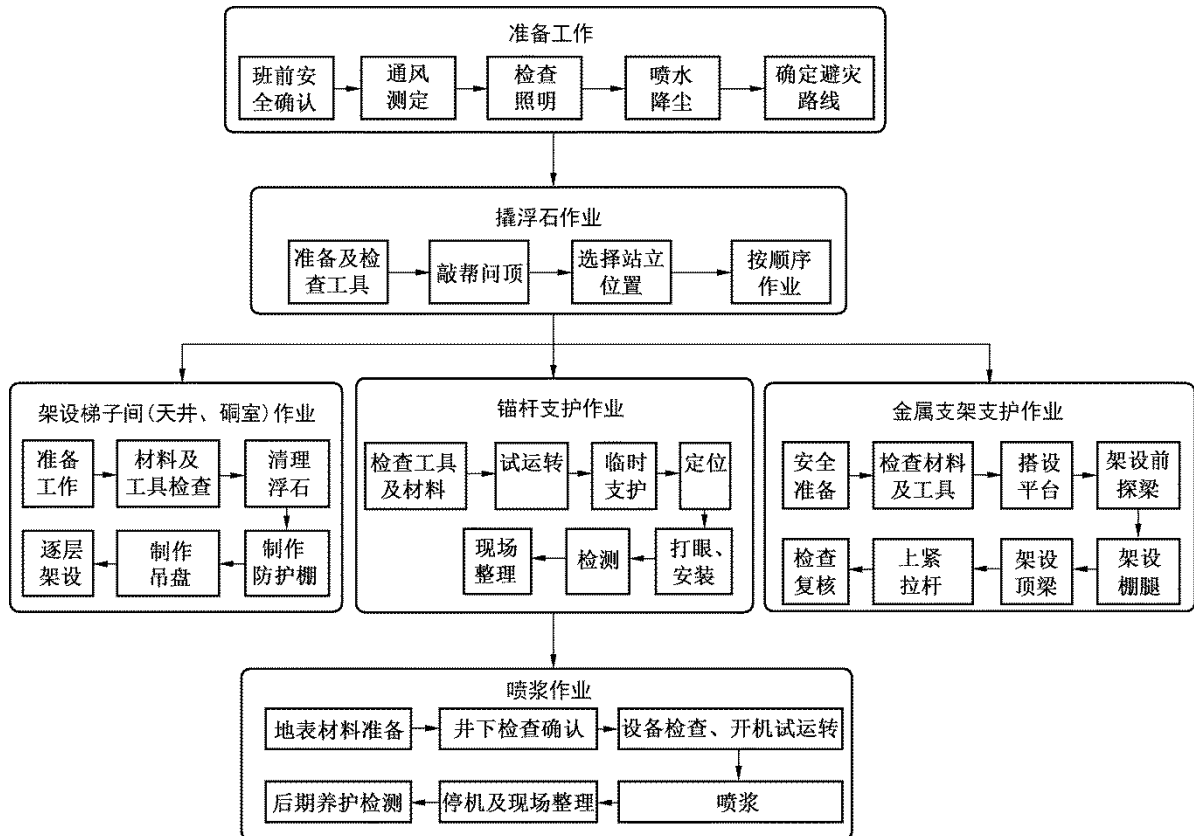 准备工作
班前安
全确认
通风
测定
检查
照明
喷水
降尘
确定避灾
路线
撬浮石作业
准备及检
查工具
敲帮问顶
选择站立
位置
按顺序
作业
架设梯子间(天井、硐室)作业
准备
工作
材料及
工具检查
清理
浮石
逐层
架设
制作
吊盘
制作
防护棚
锚杆支护作业
检查工具
及材料
试运转
临时
支护
定位
现场
整理
检测
打眼、
安装
金属支架支护作业
安全
准备
检查材料
及工具
搭设
平台
架设前
探梁
检查
复核
上紧
拉杆
架设
顶梁
架设
棚腿
喷浆作业
地表材料准备
井下检查确认
设备检查、开机试运转
后期养护检测
停机及现场整理
喷浆